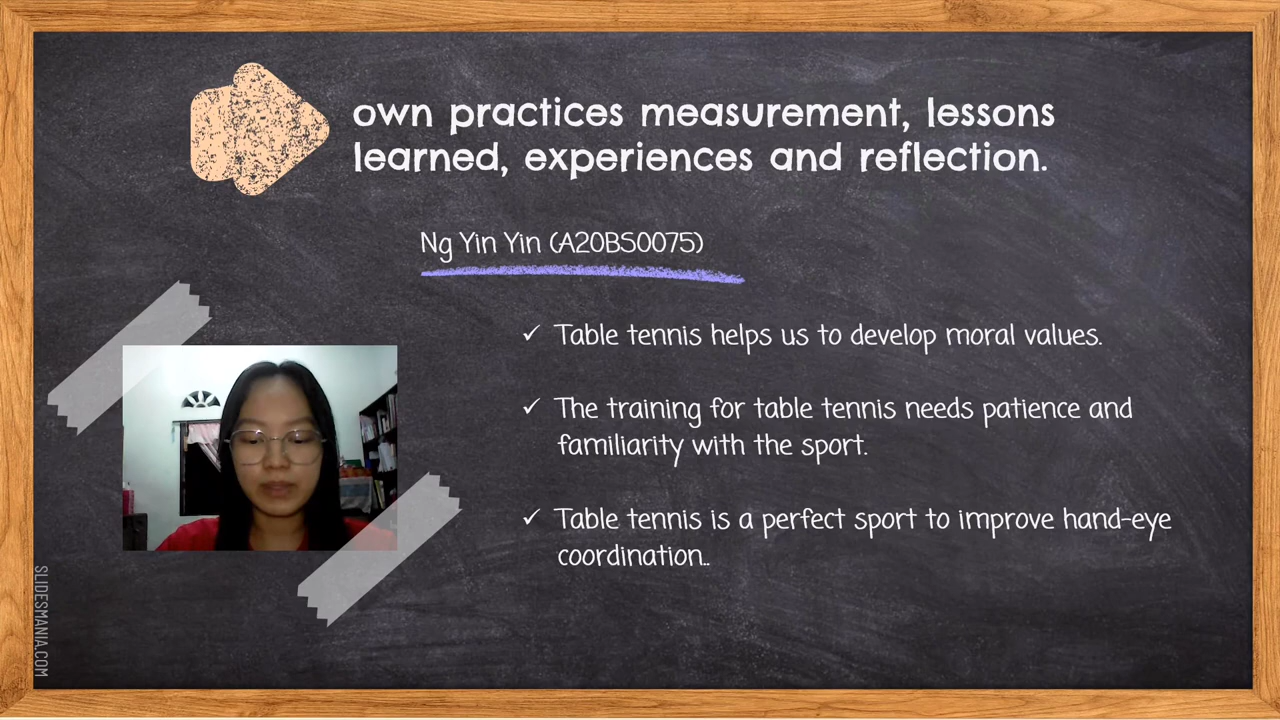 own practices measurement, lessons
learned, experiences and reflection.
Ng Yin Yin (A20BS0075)
✓ Table tennis helps us to develop moral values.
✓ The training for table tennis needs patience and
familiarity with the sport.
✓ Table tennis is a perfect sport to improve hand-eye
coordination..
SLIDESMANIA.COM